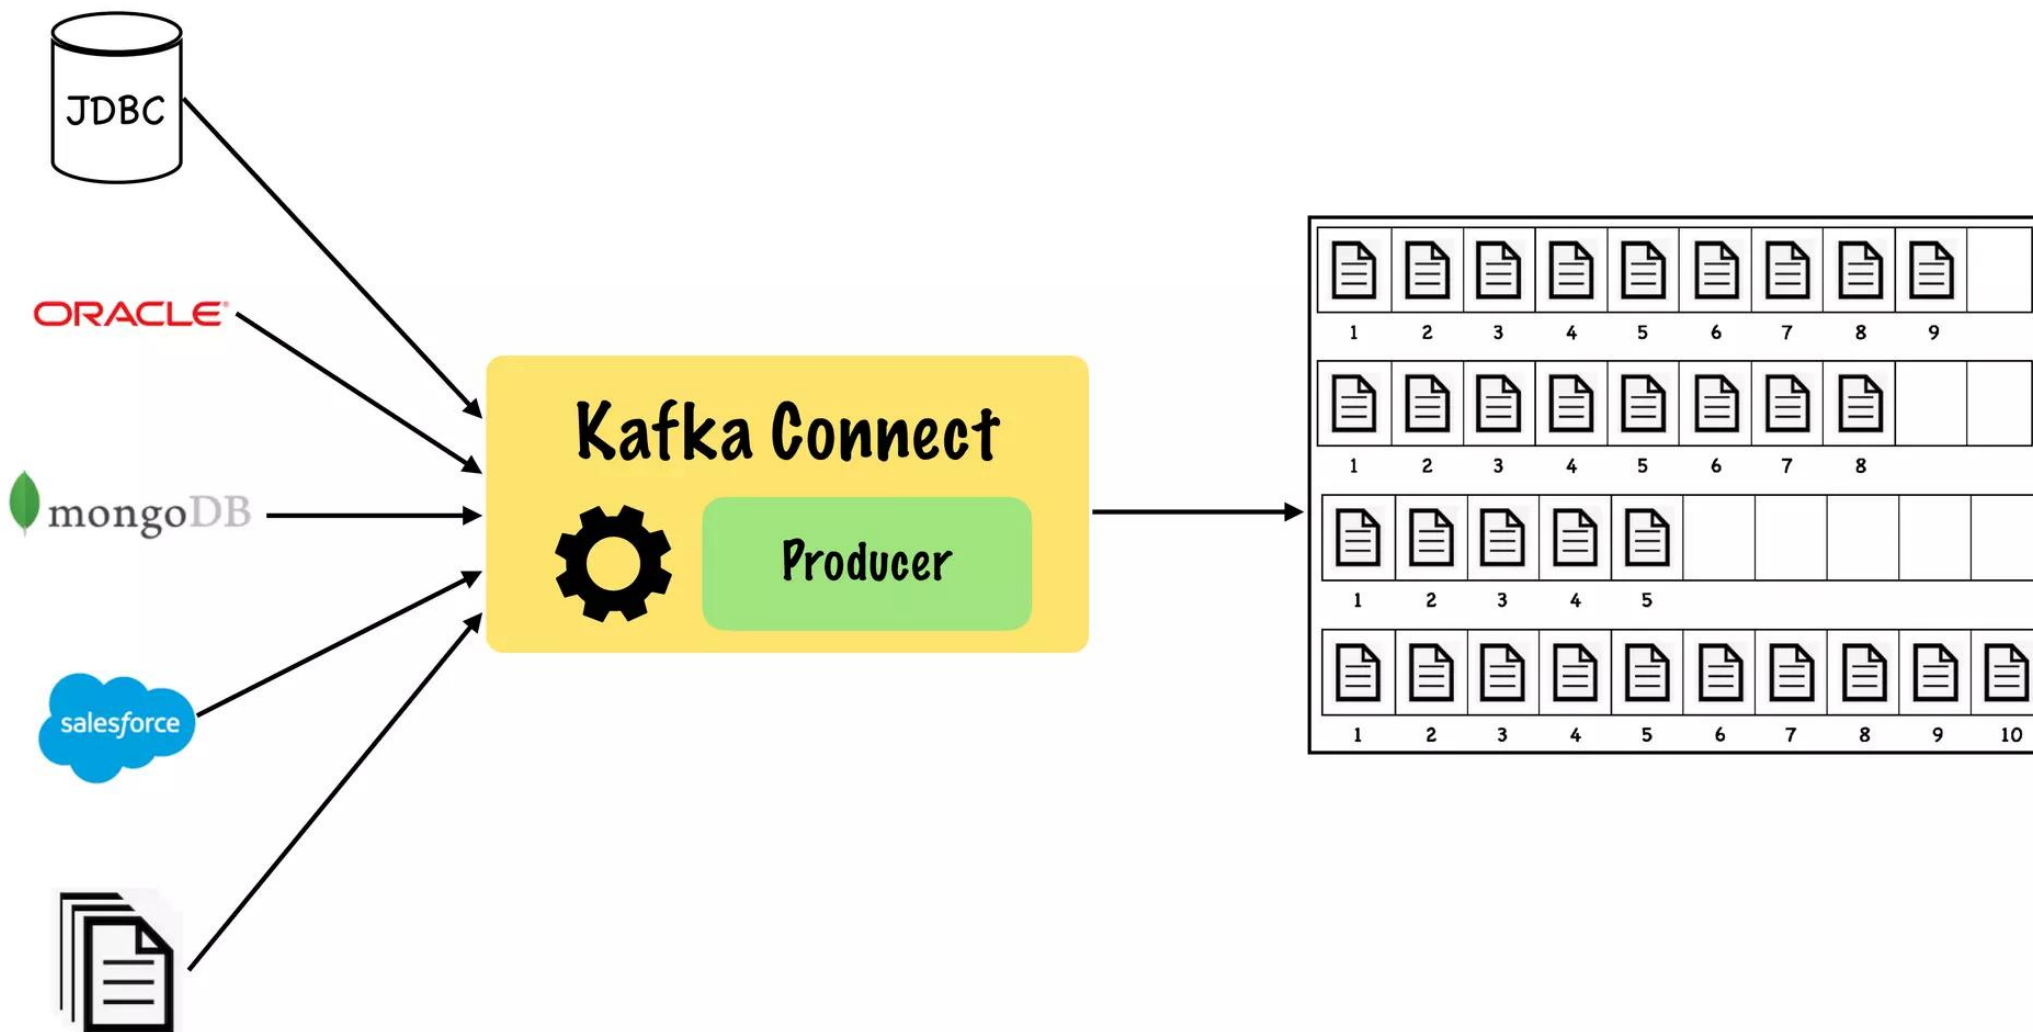 JDBC
ORACLE®
mongoDB
salesforce
Kafka Connect
Producer
1 2 3 4 5 6 7 8 9
1 2 3 4 5 6 7 8
1 2 3 4 5
1 2 3 4 5 6 7 8 9 10